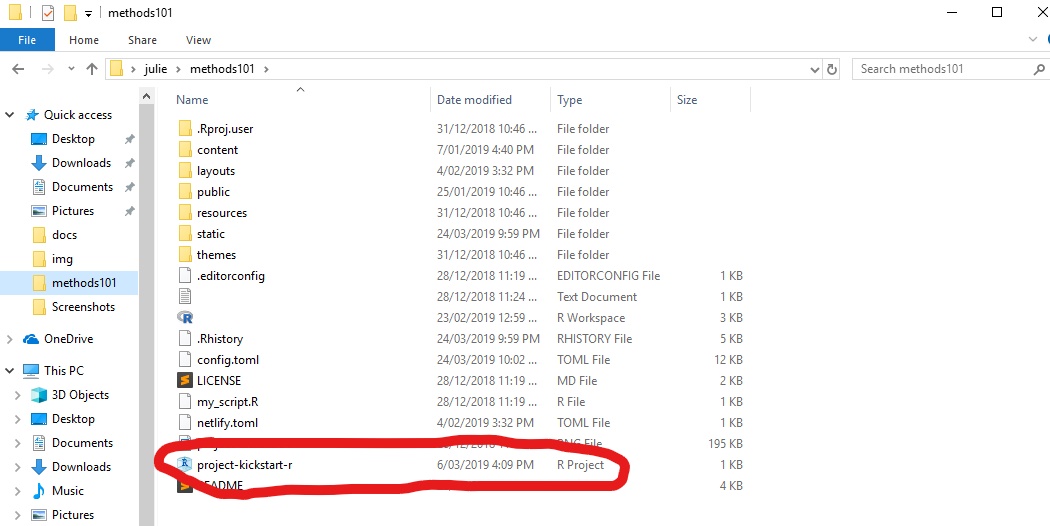 methods101
File Home Share View
julie methods101 Search methods101
Name Date modified Type Size
Quick access
Desktop
Downloads
Documents
Pictures
docs
img
methods101
Screenshots
OneDrive
This PC
3D Objects
Desktop
Documents
Downloads
Music
Pictures
.Rproj.user 31/12/2018 10:46 ... File folder
content 7/01/2019 4:40 PM File folder
layouts 4/02/2019 3:32 PM File folder
public 25/01/2019 10:46 ... File folder
resources 31/12/2018 10:46 ... File folder
static 24/03/2019 9:59 PM File folder
themes 31/12/2018 10:46 ... File folder
.editorconfig 28/12/2018 11:19 ... EDITORCONFIG File 1 KB
28/12/2018 11:24 ... Text Document 1 KB
23/02/2019 12:59 ... R Workspace 3 KB
.Rhistory 24/03/2019 9:59 PM RHISTORY File 5 KB
config.toml 24/03/2019 10:02 ... TOML File 12 KB
LICENSE 28/12/2018 11:19 ... MD File 2 KB
my_script.R 28/12/2018 11:19 ... R File 1 KB
netlify.toml 4/02/2019 3:32 PM TOML File 1 KB
PNG File 195 KB
project-kickstart-r 6/03/2019 4:09 PM R Project 1 KB
README 4 KB